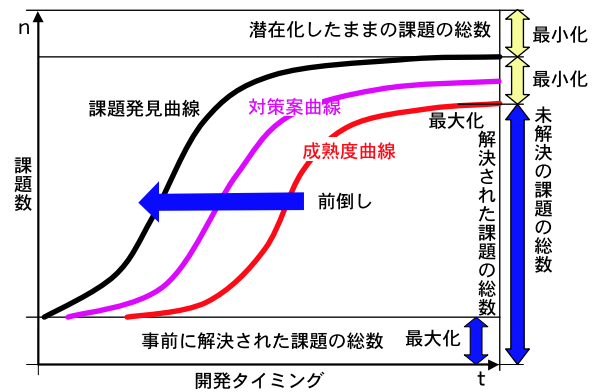 n
潜在化したままの課題の総数
最小化
課題発見曲線
対策案曲線
最小化
最大化
成熟度曲線
課題数
前倒し
解決された課題の総数
未解決の課題の総数
事前に解決された課題の総数
最大化
開発タイミング
t